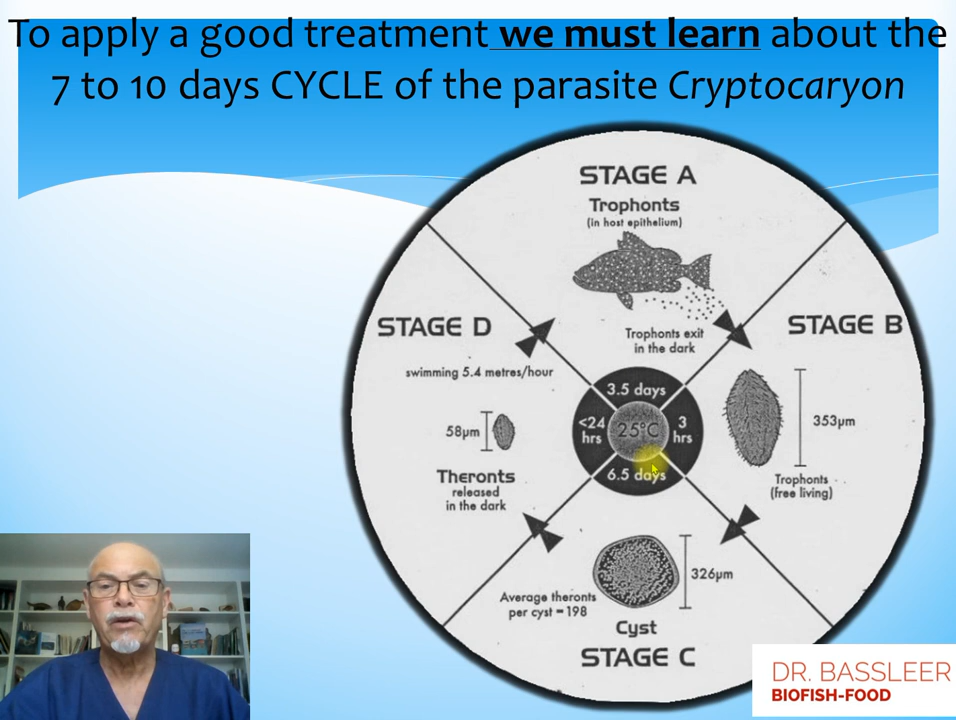 To apply a good treatment we must learn about the
7 to 10 days CYCLE of the parasite Cryptocaryon
STAGE A
Trophonts
(in host epithelium)
Trophonts exit
in the dark
STAGE B
353µm
Trophonts
(free living)
STAGE D
swimming 5.4 metres/hour
58µm
Theronts
released
in the dark
3.5 days
<24
hrs
25°C
3
hrs
6.5 days
326µm
Average theronts
per cyst = 198
Cyst
STAGE C
DR. BASSLEER
BIOFISH-FOOD